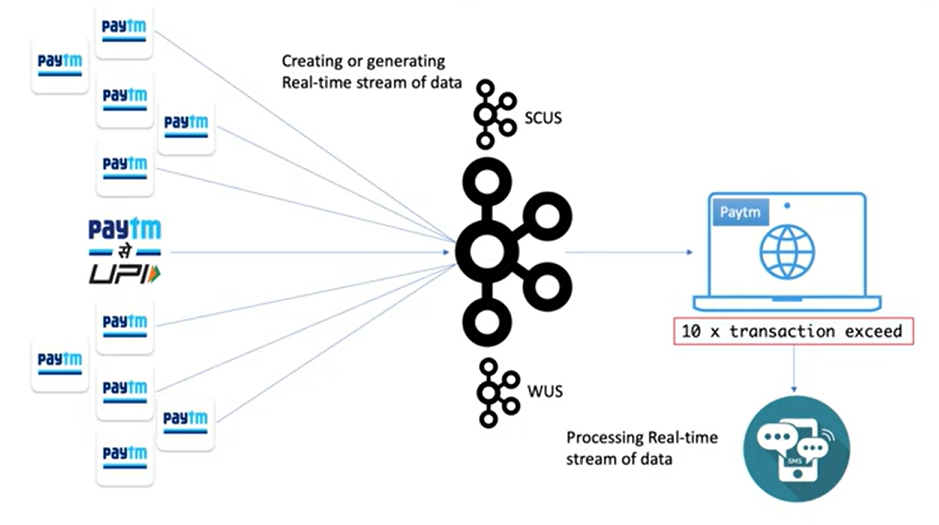 paytm
paytm
paytm
paytm
paytm
Paytm
से
UPI
paytm
paytm
paytm
paytm
paytm
Creating or generating
Real-time stream of data
SCUS
WUS
Paytm
10 x transaction exceed
Processing Real-time
stream of data
SMS